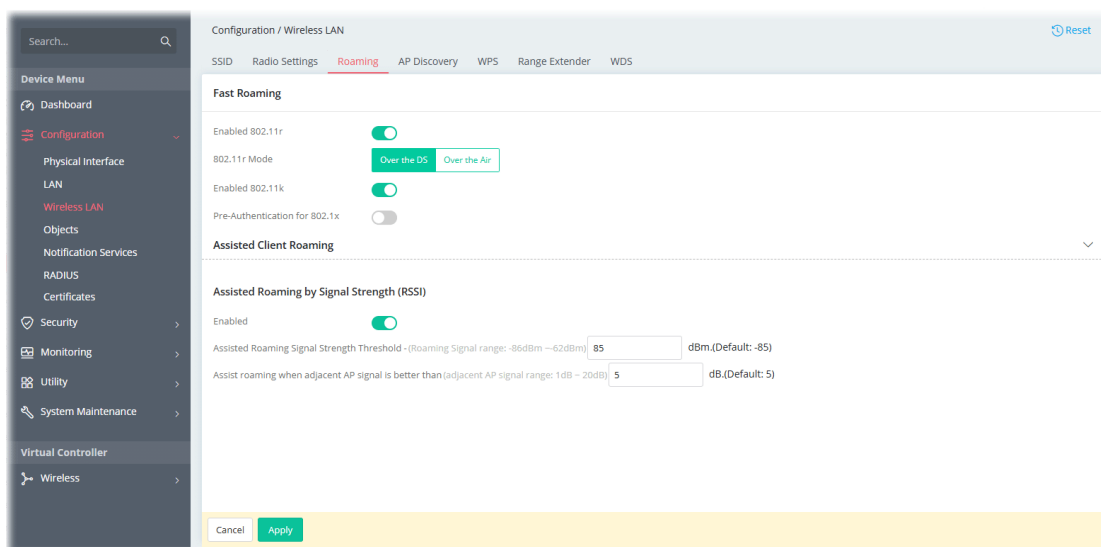 Search...
Device Menu
Dashboard
Configuration
Physical Interface
LAN
Wireless LAN
Objects
Notification Services
RADIUS
Certificates
Security
Monitoring
Utility
System Maintenance
Virtual Controller
Wireless
Configuration / Wireless LAN
Reset
SSID Radio Settings Roaming AP Discovery WPS Range Extender WDS
Fast Roaming
Enabled 802.11r
802.11r Mode Over the DS Over the Air
Enabled 802.11k
Pre-Authentication for 802.1x
Assisted Client Roaming
Assisted Roaming by Signal Strength (RSSI)
Enabled
Assisted Roaming Signal Strength Threshold - (Roaming Signal range: -86dBm ~-62dBm) 85 dBm.(Default: -85)
Assist roaming when adjacent AP signal is better than (adjacent AP signal range: 1dB ~ 20dB) 5 dB.(Default: 5)
Cancel Apply